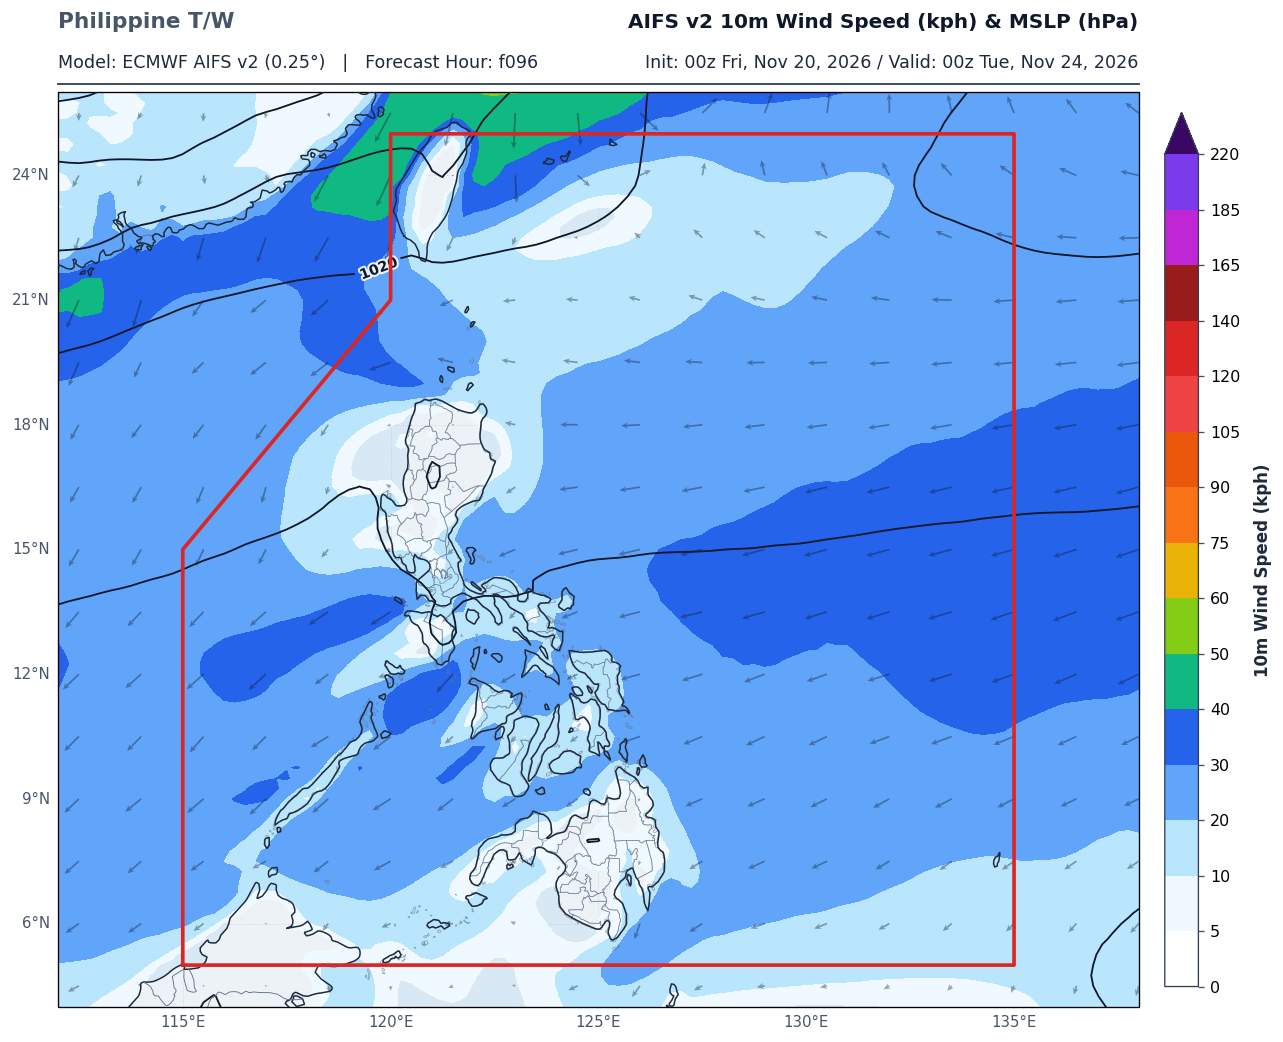 Philippine T/W
AIFS v2 10m Wind Speed (kph) & MSLP (hPa)
Model: ECMWF AIFS v2 (0.25°)   |   Forecast Hour: f096
Init: 00z Fri, Nov 20, 2026 / Valid: 00z Tue, Nov 24, 2026
24°N
21°N
18°N
15°N
12°N
9°N
6°N
1020
115°E
120°E
125°E
130°E
135°E
220
185
165
140
120
105
90
75
60
50
40
30
20
10
5
0
10m Wind Speed (kph)